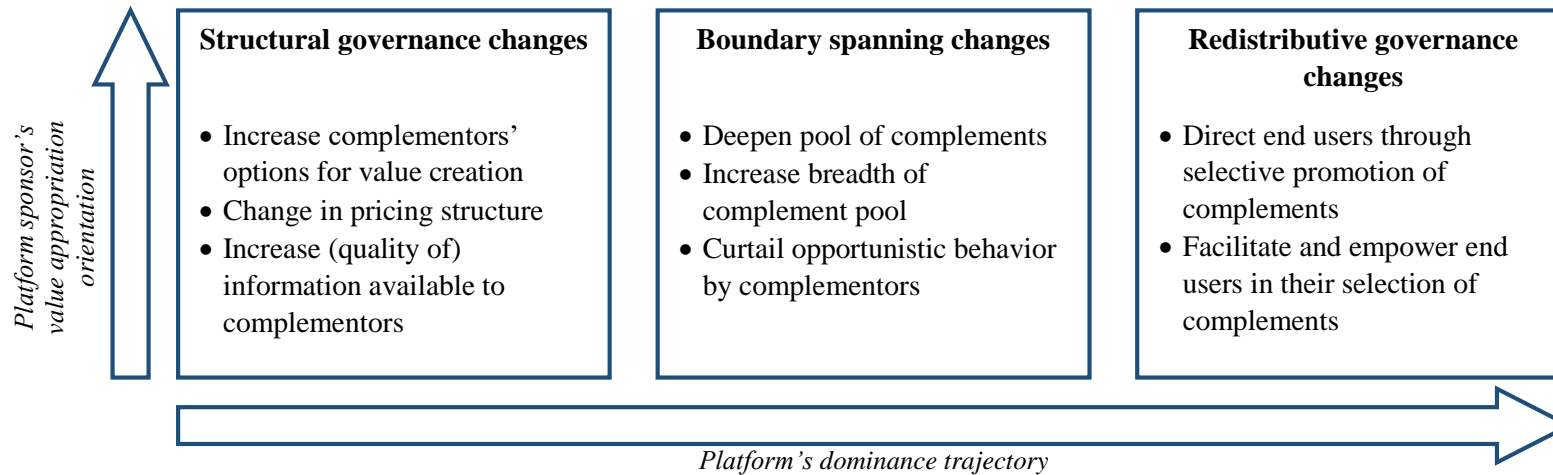 Platform sponsor's
value appropriation
orientation
Structural governance changes
• Increase complementors'
options for value creation
• Change in pricing structure
• Increase (quality of)
information available to
complementors
Boundary spanning changes
• Deepen pool of complements
• Increase breadth of
complement pool
• Curtail opportunistic behavior
by complementors
Redistributive governance
changes
• Direct end users through
selective promotion of
complements
• Facilitate and empower end
users in their selection of
complements
Platform's dominance trajectory